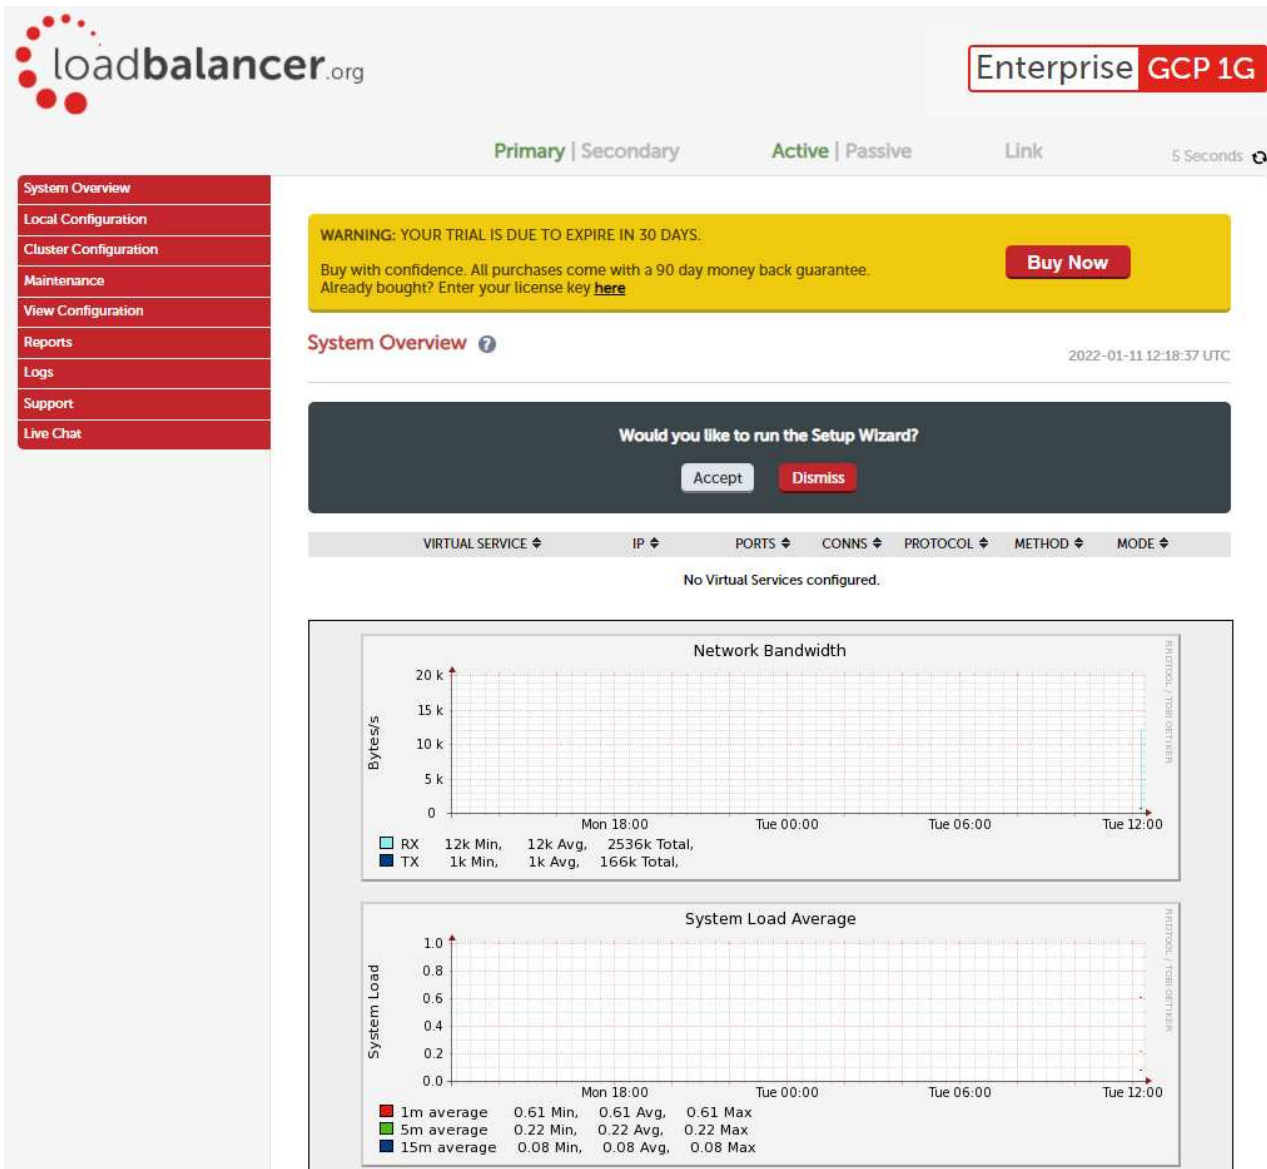 loadbalancer.org
Enterprise GCP 1G
Primary | Secondary Active | Passive Link 5 Seconds
System Overview
Local Configuration
Cluster Configuration
Maintenance
View Configuration
Reports
Logs
Support
Live Chat
WARNING: YOUR TRIAL IS DUE TO EXPIRE IN 30 DAYS.
Buy with confidence. All purchases come with a 90 day money back guarantee.
Already bought? Enter your license key here
Buy Now
System Overview ?
2022-01-11 12:18:37 UTC
Would you like to run the Setup Wizard?
Accept Dismiss
VIRTUAL SERVICE IP PORTS CONNS PROTOCOL METHOD MODE
No Virtual Services configured.
Network Bandwidth
Bytes/s
20 k
15 k
10 k
5 k
0
Mon 18:00 Tue 00:00 Tue 06:00 Tue 12:00
RX 12k Min, 12k Avg, 2536k Total,
TX 1k Min, 1k Avg, 166k Total,
RRDTOOL / TOBI OETIKER
System Load Average
System Load
1.0
0.8
0.6
0.4
0.2
0.0
Mon 18:00 Tue 00:00 Tue 06:00 Tue 12:00
1m average 0.61 Min, 0.61 Avg, 0.61 Max
5m average 0.22 Min, 0.22 Avg, 0.22 Max
15m average 0.08 Min, 0.08 Avg, 0.08 Max
RRDTOOL / TOBI OETIKER